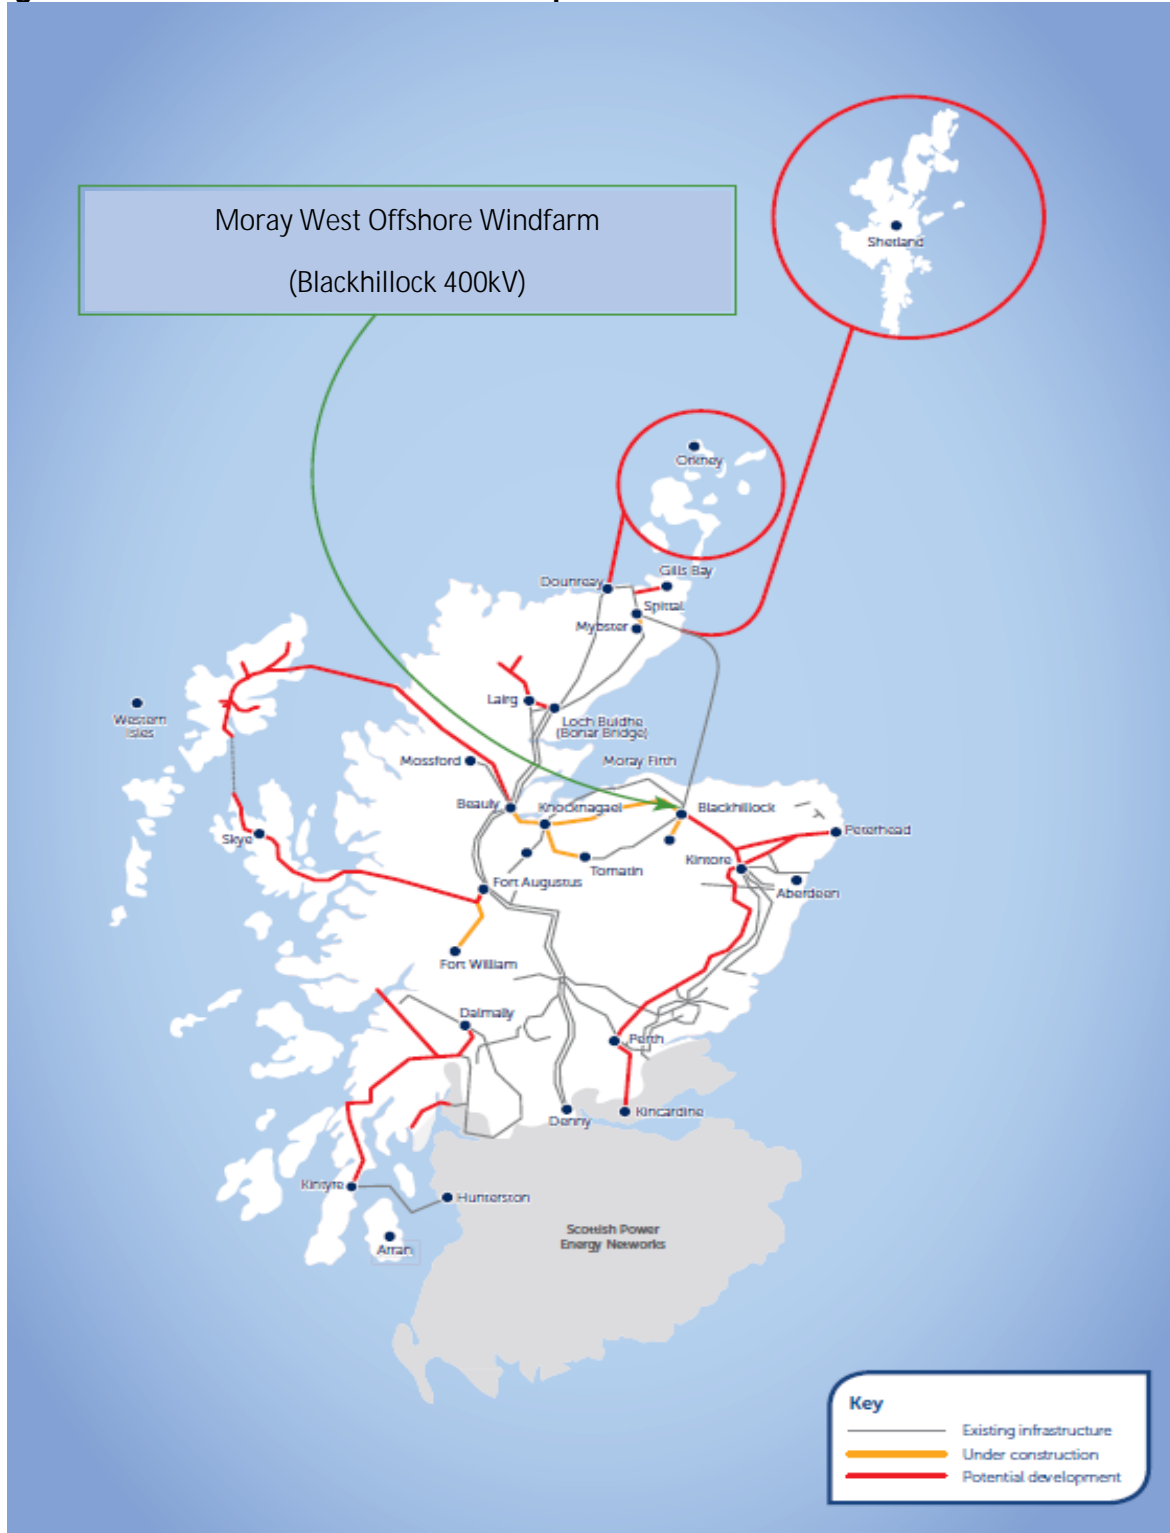 Moray West Offshore Windfarm
(Blackhillock 400kV)
Shetland
Orkney
Gills Bay
Dounreay
Spittal
Mybster
Lairg
Loch Buidhe
(Bonar Bridge)
Western
Isles
Mossford
Moray Firth
Beauly
Knocknagael
Blackhillock
Peterhead
Skye
Tomatin
Kintore
Fort Augustus
Aberdeen
Fort William
Dalmally
Perth
Denny
Kincardine
Kintyre
Hunterston
Arran
Scottish Power
Energy Networks
Key
Existing infrastructure
Under construction
Potential development